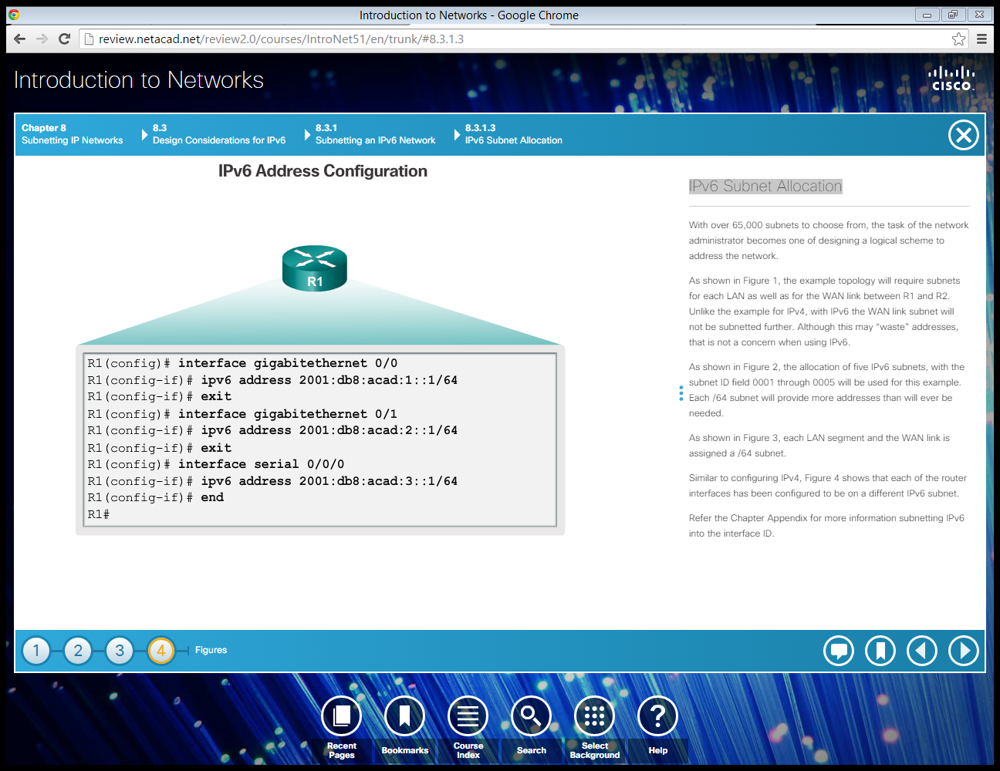 Introduction to Networks - Google Chrome
review.netacad.net/review2.0/courses/IntroNet51/en/trunk/#8.3.1.3
Introduction to Networks
CISCO.
Chapter 8
Subnetting IP Networks
8.3
Design Considerations for IPv6
8.3.1
Subnetting an IPv6 Network
8.3.1.3
IPv6 Subnet Allocation
IPv6 Address Configuration
R1
R1(config)# interface gigabitethernet 0/0
R1(config-if)# ipv6 address 2001:db8:acad:1::1/64
R1(config-if)# exit
R1(config)# interface gigabitethernet 0/1
R1(config-if)# ipv6 address 2001:db8:acad:2::1/64
R1(config-if)# exit
R1(config)# interface serial 0/0/0
R1(config-if)# ipv6 address 2001:db8:acad:3::1/64
R1(config-if)# end
R1#
IPv6 Subnet Allocation
With over 65,000 subnets to choose from, the task of the network
administrator becomes one of designing a logical scheme to
address the network.
As shown in Figure 1, the example topology will require subnets
for each LAN as well as for the WAN link between R1 and R2.
Unlike the example for IPv4, with IPv6 the WAN link subnet will
not be subnetted further. Although this may “waste” addresses,
that is not a concern when using IPv6.
As shown in Figure 2, the allocation of five IPv6 subnets, with the
subnet ID field 0001 through 0005 will be used for this example.
Each /64 subnet will provide more addresses than will ever be
needed.
As shown in Figure 3, each LAN segment and the WAN link is
assigned a /64 subnet.
Similar to configuring IPv4, Figure 4 shows that each of the router
interfaces has been configured to be on a different IPv6 subnet.
Refer the Chapter Appendix for more information subnetting IPv6
into the interface ID.
1 2 3 4 Figures
Recent
Pages
Bookmarks
Course
Index
Search
Select
Background
Help